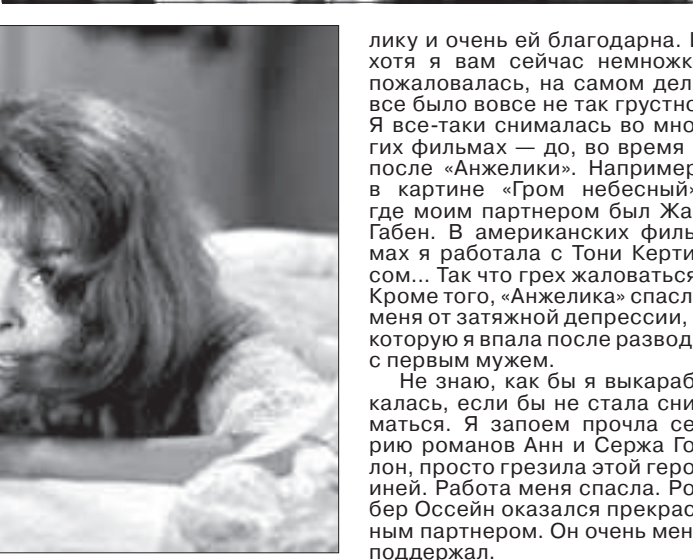 лику и очень ей благодарна.
хотя я вам сейчас немножк
пожаловалась, на самом дел
все было вовсе не так грустно
Я все-таки снималась во мно-
гих фильмах — до, во время
после «Анжелики». Например
в картине «Гром небесный»
где моим партнером был Жа
Габен. В американских филь-
мах я работала с Тони Керти-
сом... Так что грех жаловаться
Кроме того, «Анжелика» спасл
меня от затяжной депрессии,
которую я впала после развод
с первым мужем.
Не знаю, как бы я выкараб-
калась, если бы не стала сни-
маться. Я запоем прочла се-
рию романов Анн и Сержа Го-
лон, просто грезила этой геро-
иней. Работа меня спасла. Ро-
бер Оссейн оказался прекрас-
ным партнером. Он очень мен
поддержал.